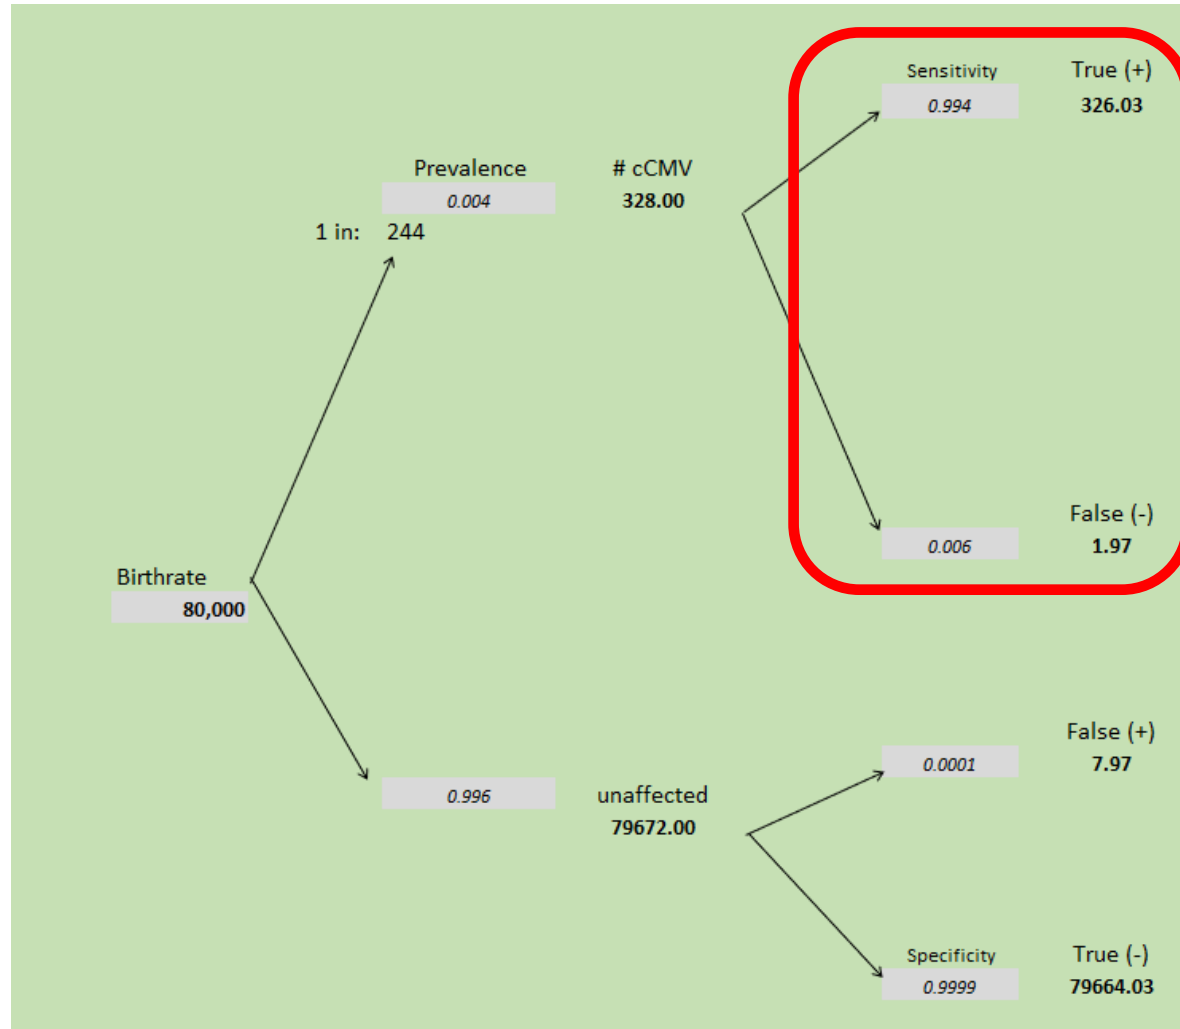 Sensitivity True (+)
0.994 326.03
Prevalence # cCMV
0.004 328.00
1 in: 244
False (-)
0.006 1.97
Birthrate
80,000
False (+)
0.0001 7.97
0.996 unaffected
79672.00
Specificity True (-)
0.9999 79664.03